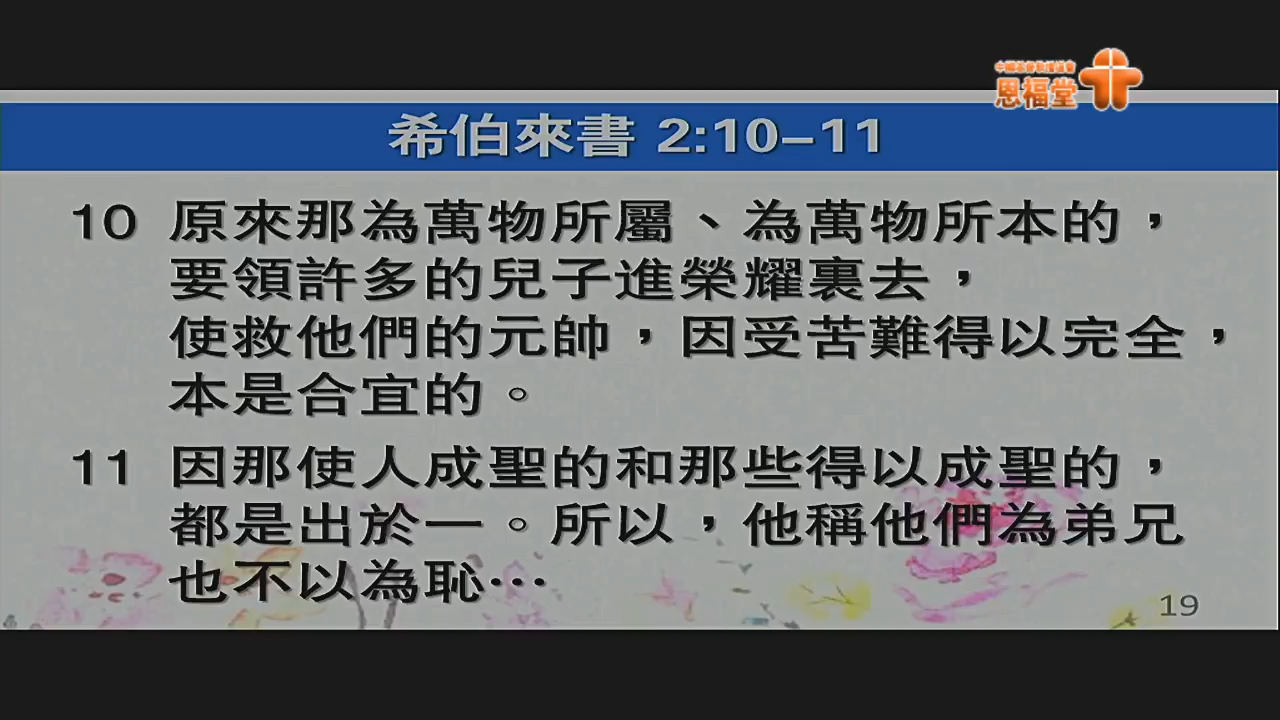 恩福堂
希伯來書 2:10-11
10 原來那為萬物所屬、為萬物所本的，
要領許多的兒子進榮耀裏去，
使救他們的元帥，因受苦難得以完全，
本是合宜的。
11 因那使人成聖的和那些得以成聖的，
都是出於一。所以，他稱他們為弟兄
也不以為恥…
19